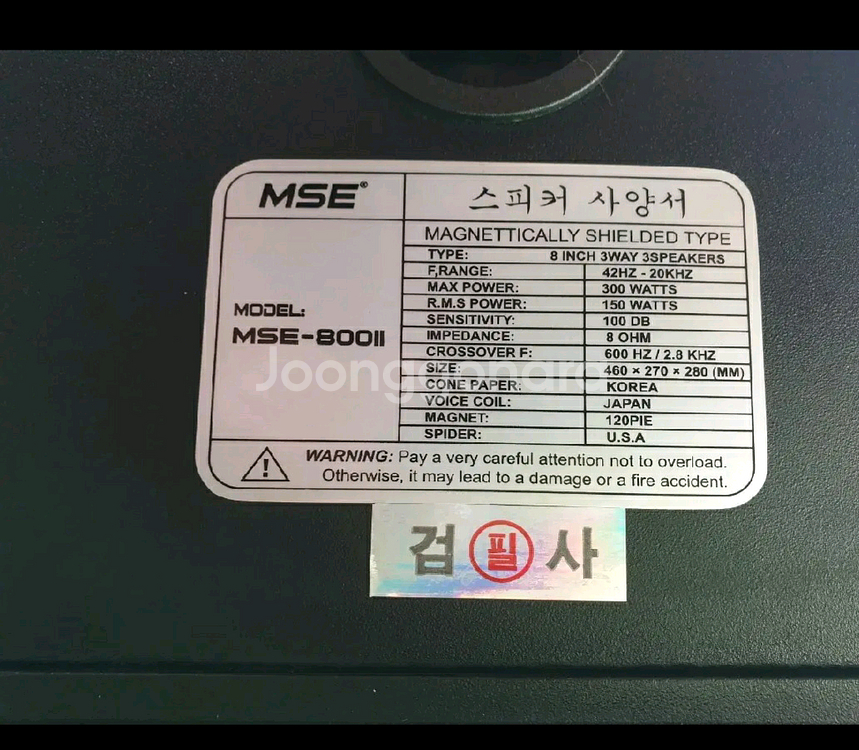 MSE®
스피커 사양서
MAGNETTICALLY SHIELDED TYPE
TYPE: 8 INCH 3WAY 3SPEAKERS
F,RANGE: 42HZ - 20KHZ
MAX POWER: 300 WATTS
R.M.S POWER: 150 WATTS
SENSITIVITY: 100 DB
IMPEDANCE: 8 OHM
CROSSOVER F: 600 HZ / 2.8 KHZ
SIZE: 460 × 270 × 280 (MM)
CONE PAPER: KOREA
VOICE COIL: JAPAN
MAGNET: 120PIE
SPIDER: U.S.A
MODEL:
MSE-800II
WARNING: Pay a very careful attention not to overload.
Otherwise, it may lead to a damage or a fire accident.
검 필 사
Joongonara